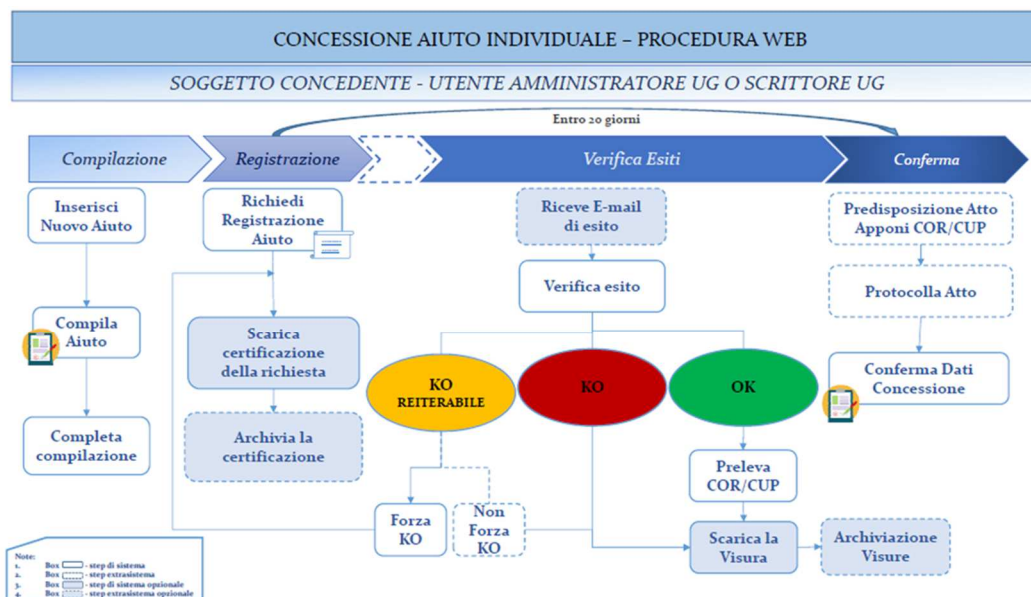 CONCESSIONE AIUTO INDIVIDUALE – PROCEDURA WEB
SOGGETTO CONCEDENTE - UTENTE AMMINISTRATORE UG O SCRITTORE UG
Entro 20 giorni
Compilazione
Registrazione
Verifica Esiti
Conferma
Inserisci
Nuovo Aiuto
Compila
Aiuto
Completa
compilazione
Richiedi
Registrazione
Aiuto
Scarica
certificazione
della richiesta
Archivia la
certificazione
Riceve E-mail
di esito
Verifica esito
KO
REITERABILE
KO
OK
Forza
KO
Non
Forza
KO
Preleva
COR/CUP
Scarica la
Visura
Archiviazione
Visure
Predisposizione Atto
Apponi COR/CUP
Protocolla Atto
Conferma Dati
Concessione
Note:
1. Box - step di sistema
2. Box - step extrasistema
3. Box - step di sistema opzionale
4. Box - step extrasistema opzionale